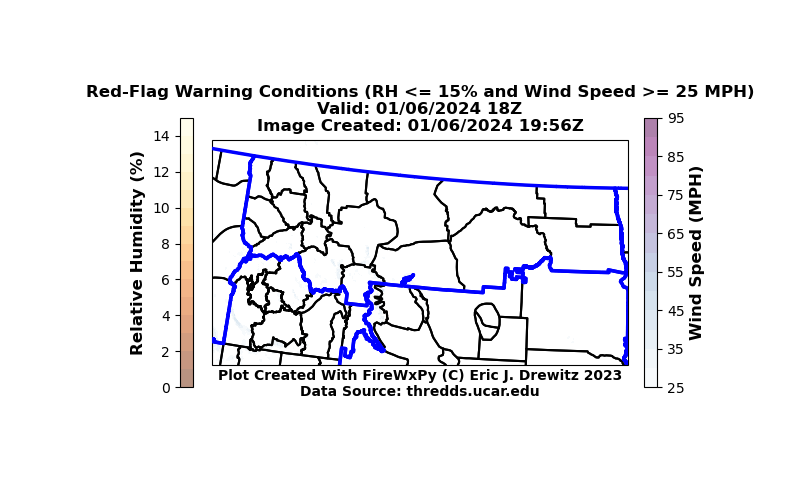 Red-Flag Warning Conditions (RH <= 15% and Wind Speed >= 25 MPH)
Valid: 01/06/2024 18Z
Image Created: 01/06/2024 19:56Z
Relative Humidity (%)
14
12
10
8
6
4
2
0
95
85
75
65
55
45
35
25
Wind Speed (MPH)
Plot Created With FireWxPy (C) Eric J. Drewitz 2023
Data Source: thredds.ucar.edu